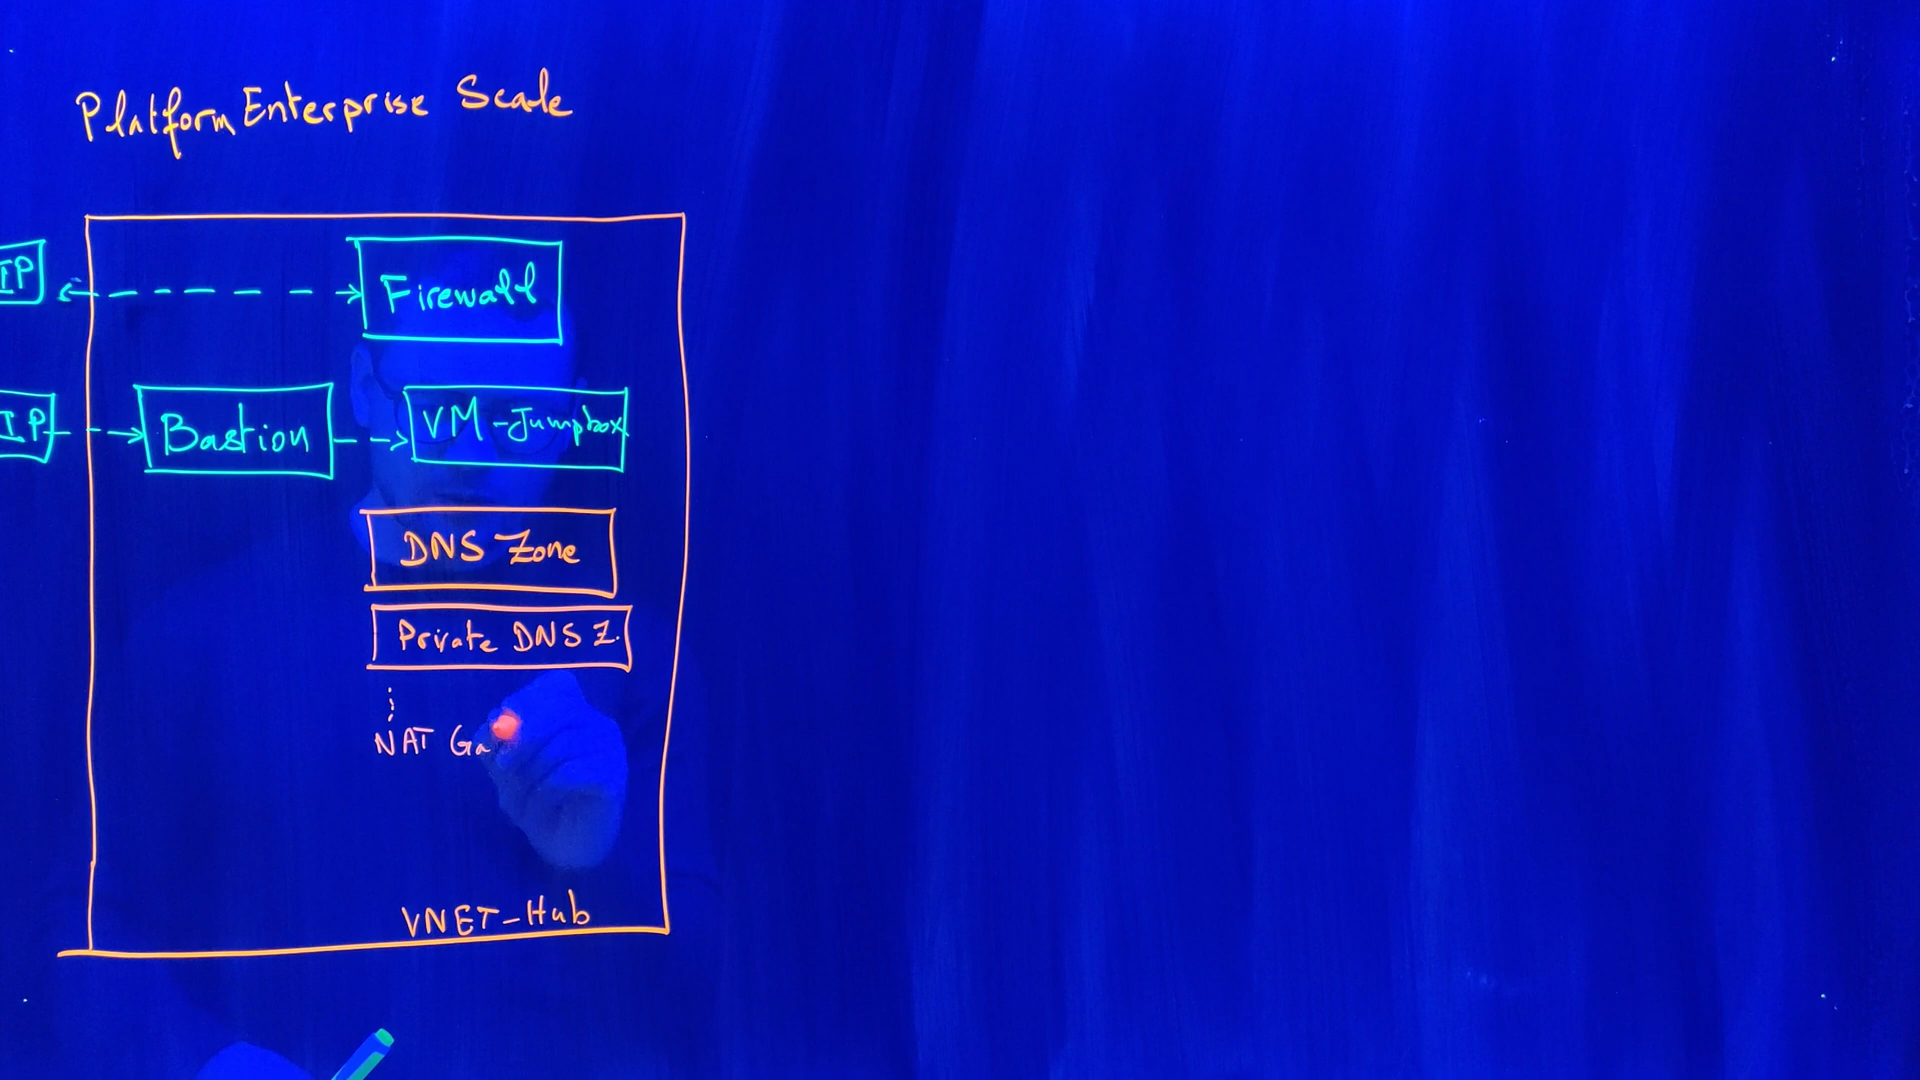 Platform Enterprise Scale
IP
Firewall
IP
Bastion
VM-Jumpbox
DNS Zone
Private DNS Z.
NAT Ga
VNET-Hub